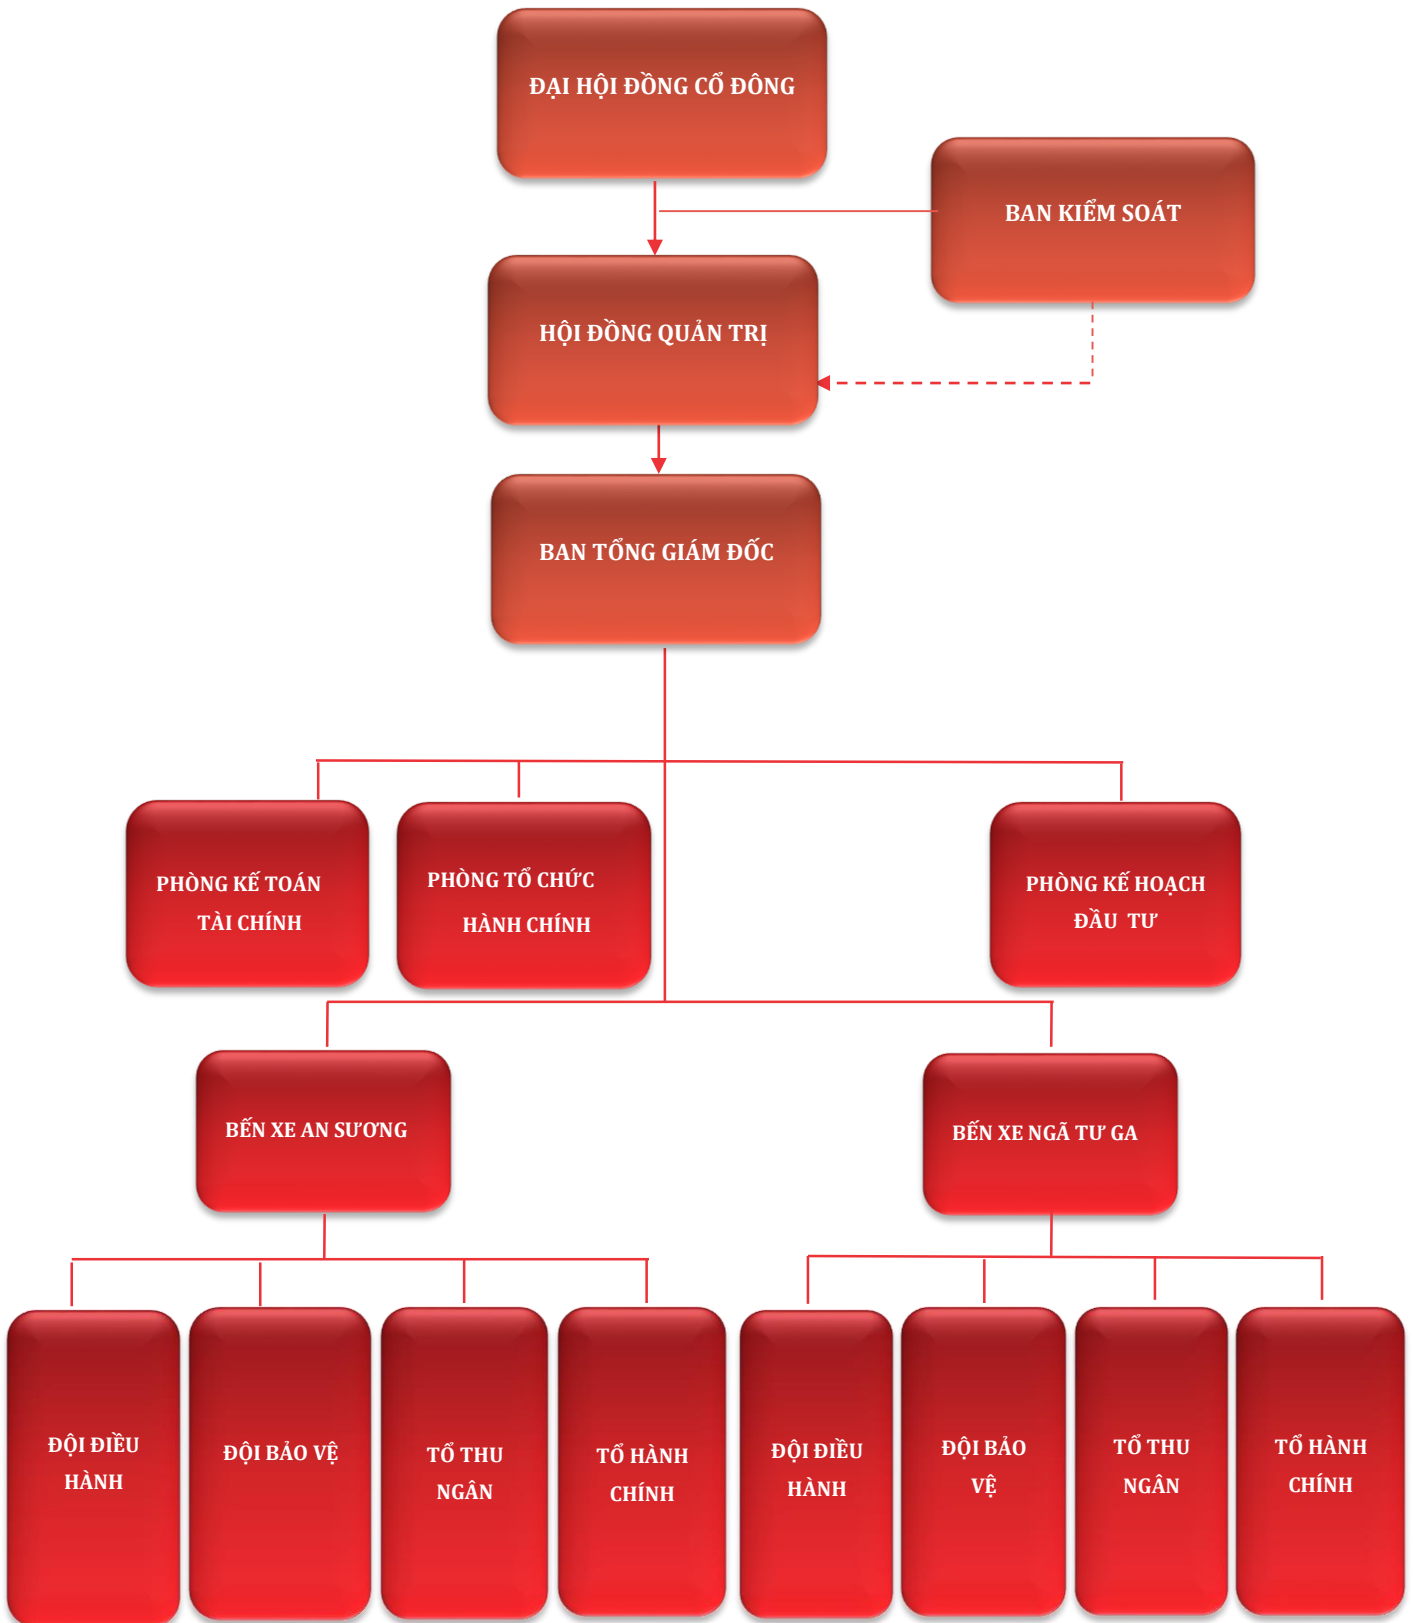 ĐẠI HỘI ĐỒNG CỔ ĐÔNG
BAN KIỂM SOÁT
HỘI ĐỒNG QUẢN TRỊ
BAN TỔNG GIÁM ĐỐC
PHÒNG KẾ TOÁN
TÀI CHÍNH
PHÒNG TỔ CHỨC
HÀNH CHÍNH
PHÒNG KẾ HOẠCH
ĐẦU TƯ
BẾN XE AN SƯƠNG
BẾN XE NGÃ TƯ GA
ĐỘI ĐIỀU
HÀNH
ĐỘI BẢO VỆ
TỔ THU
NGÂN
TỔ HÀNH
CHÍNH
ĐỘI ĐIỀU
HÀNH
ĐỘI BẢO
VỆ
TỔ THU
NGÂN
TỔ HÀNH
CHÍNH